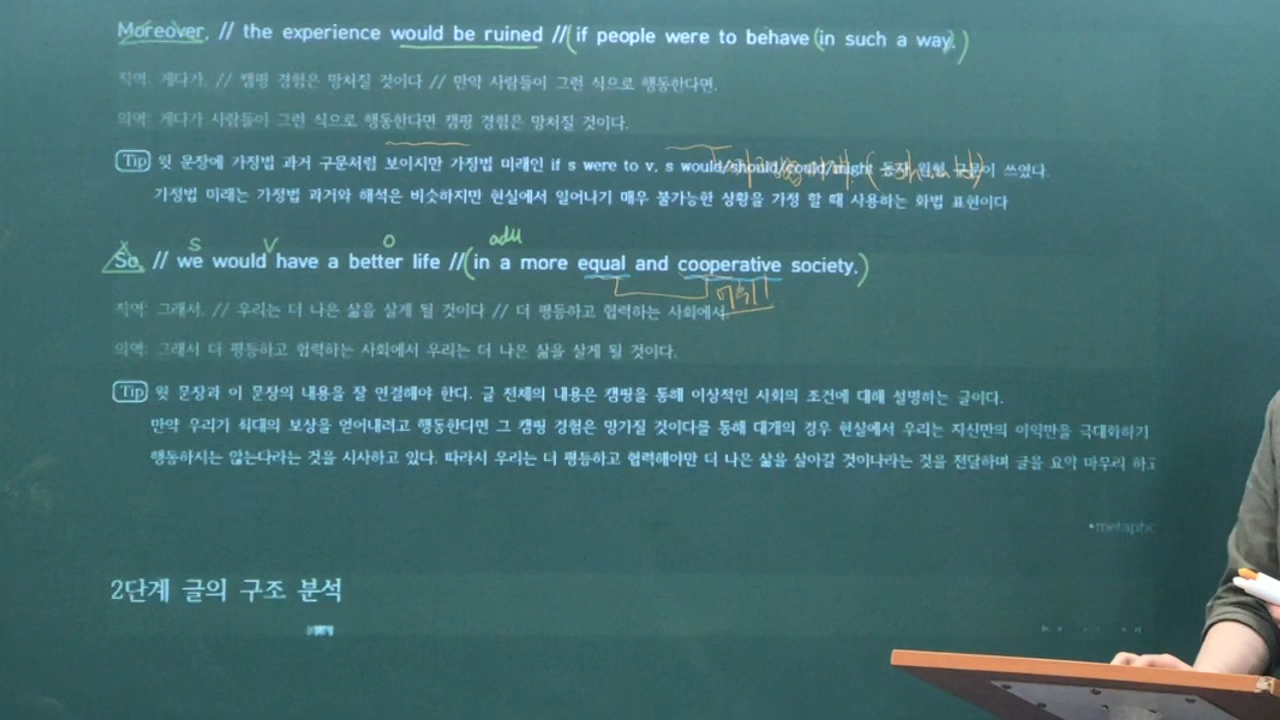 Moreover, // the experience would be ruined // (if people were to behave (in such a way.)
직역: 게다가, // 캠핑 경험은 망쳐질 것이다 // 만약 사람들이 그런 식으로 행동한다면.
의역: 게다가 사람들이 그런 식으로 행동한다면 캠핑 경험은 망쳐질 것이다.
Tip 윗 문장에 가정법 과거 구문처럼 보이지만 가정법 미래인 if s were to v, s would/should/could/might 동사 원형 구문이 쓰였다.
가정법 미래는 가정법 과거와 해석은 비슷하지만 현실에서 일어나기 매우 불가능한 상황을 가정 할 때 사용하는 화법 표현이다
S V O adv
So, // we would have a better life // (in a more equal and cooperative society.)
어휘!
직역: 그래서, // 우리는 더 나은 삶을 살게 될 것이다 // 더 평등하고 협력하는 사회에서.
의역: 그래서 더 평등하고 협력하는 사회에서 우리는 더 나은 삶을 살게 될 것이다.
Tip 윗 문장과 이 문장의 내용을 잘 연결해야 한다. 글 전체의 내용은 캠핑을 통해 이상적인 사회의 조건에 대해 설명하는 글이다.
만약 우리가 최대의 보상을 얻어내려고 행동한다면 그 캠핑 경험은 망가질 것이다를 통해 대개의 경우 현실에서 우리는 자신만의 이익만을 극대화하기
행동하지는 않는다라는 것을 시사하고 있다. 따라서 우리는 더 평등하고 협력해야만 더 나은 삶을 살아갈 것이다라는 것을 전달하며 글을 요약 마무리 하고
•metapho
2단계 글의 구조 분석